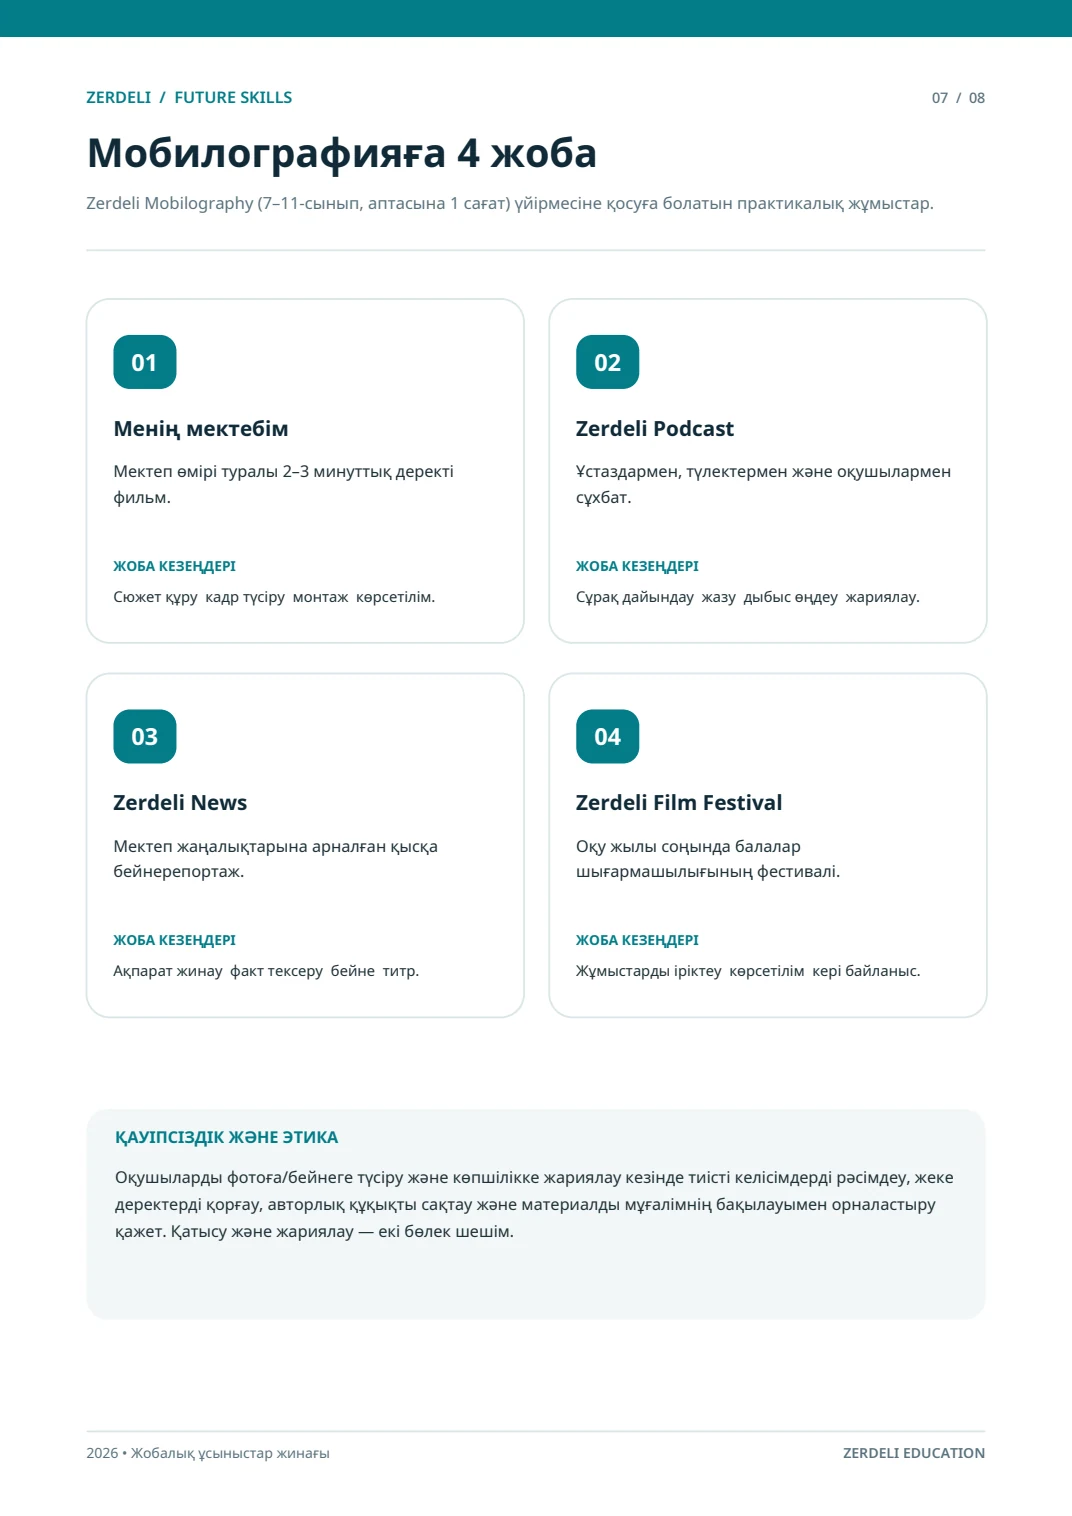 ZERDELI / FUTURE SKILLS
07 / 08
Мобилографияға 4 жоба
Zerdeli Mobilography (7–11-сынып, аптасына 1 сағат) үйірмесіне қосуға болатын практикалық жұмыстар.
01
Менің мектебім
Мектеп өмірі туралы 2–3 минуттық деректі
фильм.
ЖОБА КЕЗЕҢДЕРІ
Сюжет құру кадр түсіру монтаж көрсетілім.
02
Zerdeli Podcast
Ұстаздармен, түлектермен және оқушылармен
сұхбат.
ЖОБА КЕЗЕҢДЕРІ
Сұрақ дайындау жазу дыбыс өңдеу жариялау.
03
Zerdeli News
Мектеп жаңалықтарына арналған қысқа
бейнерепортаж.
ЖОБА КЕЗЕҢДЕРІ
Ақпарат жинау факт тексеру бейне титр.
04
Zerdeli Film Festival
Оқу жылы соңында балалар
шығармашылығының фестивалі.
ЖОБА КЕЗЕҢДЕРІ
Жұмыстарды іріктеу көрсетілім кері байланыс.
ҚАУІПСІЗДІК ЖӘНЕ ЭТИКА
Оқушыларды фотоға/бейнеге түсіру және көпшілікке жариялау кезінде тиісті келісімдерді рәсімдеу, жеке
деректерді қорғау, авторлық құқықты сақтау және материалды мұғалімнің бақылауымен орналастыру
қажет. Қатысу және жариялау — екі бөлек шешім.
2026 • Жобалық ұсыныстар жинағы
ZERDELI EDUCATION